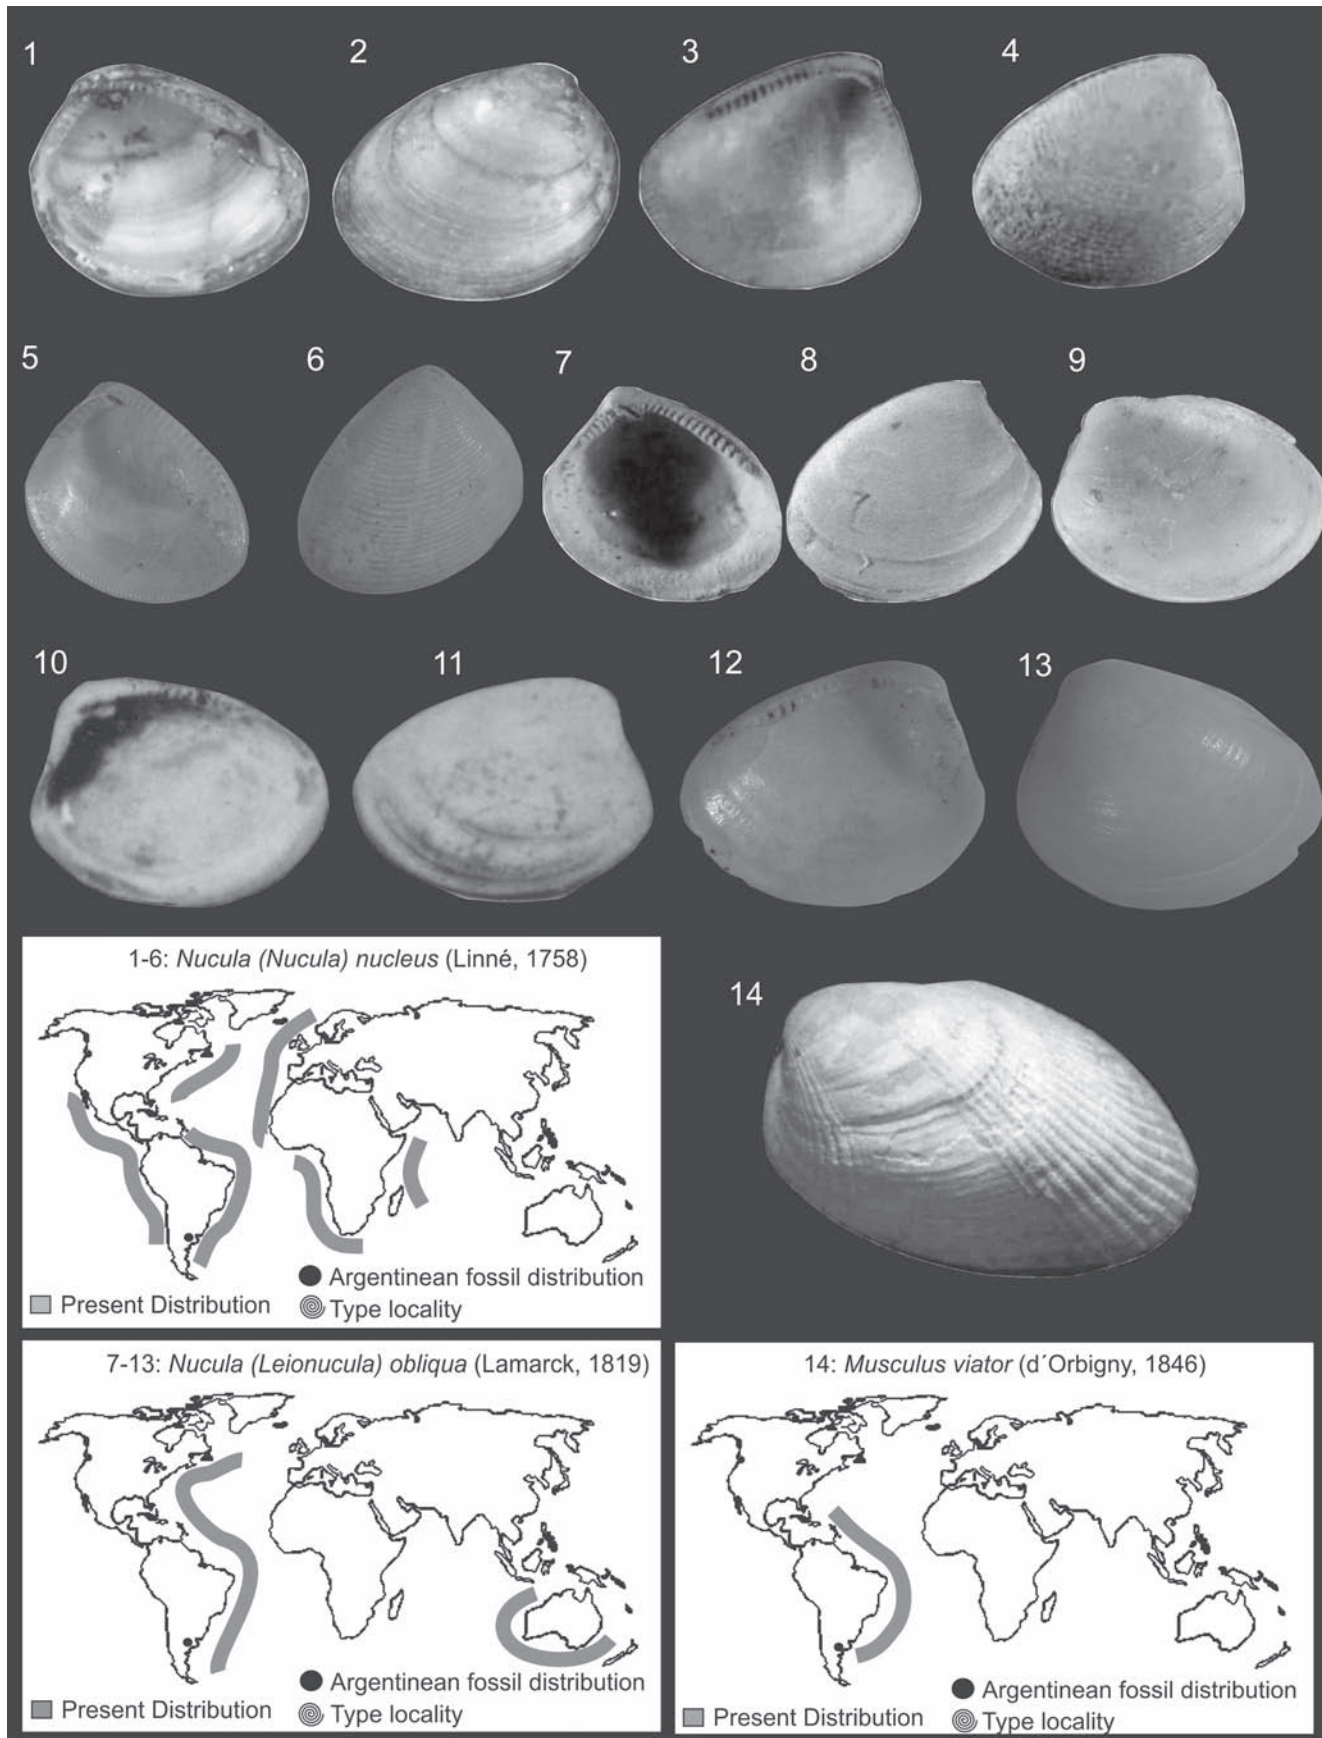 1
2
3
4
5
6
7
8
9
10
11
12
13
14
1-6: Nucula (Nucula) nucleus (Linné, 1758)
Argentinean fossil distribution
Present Distribution
Type locality
7-13: Nucula (Leionucula) obliqua (Lamarck, 1819)
Argentinean fossil distribution
Present Distribution
Type locality
14: Musculus viator (d´Orbigny, 1846)
Argentinean fossil distribution
Present Distribution
Type locality